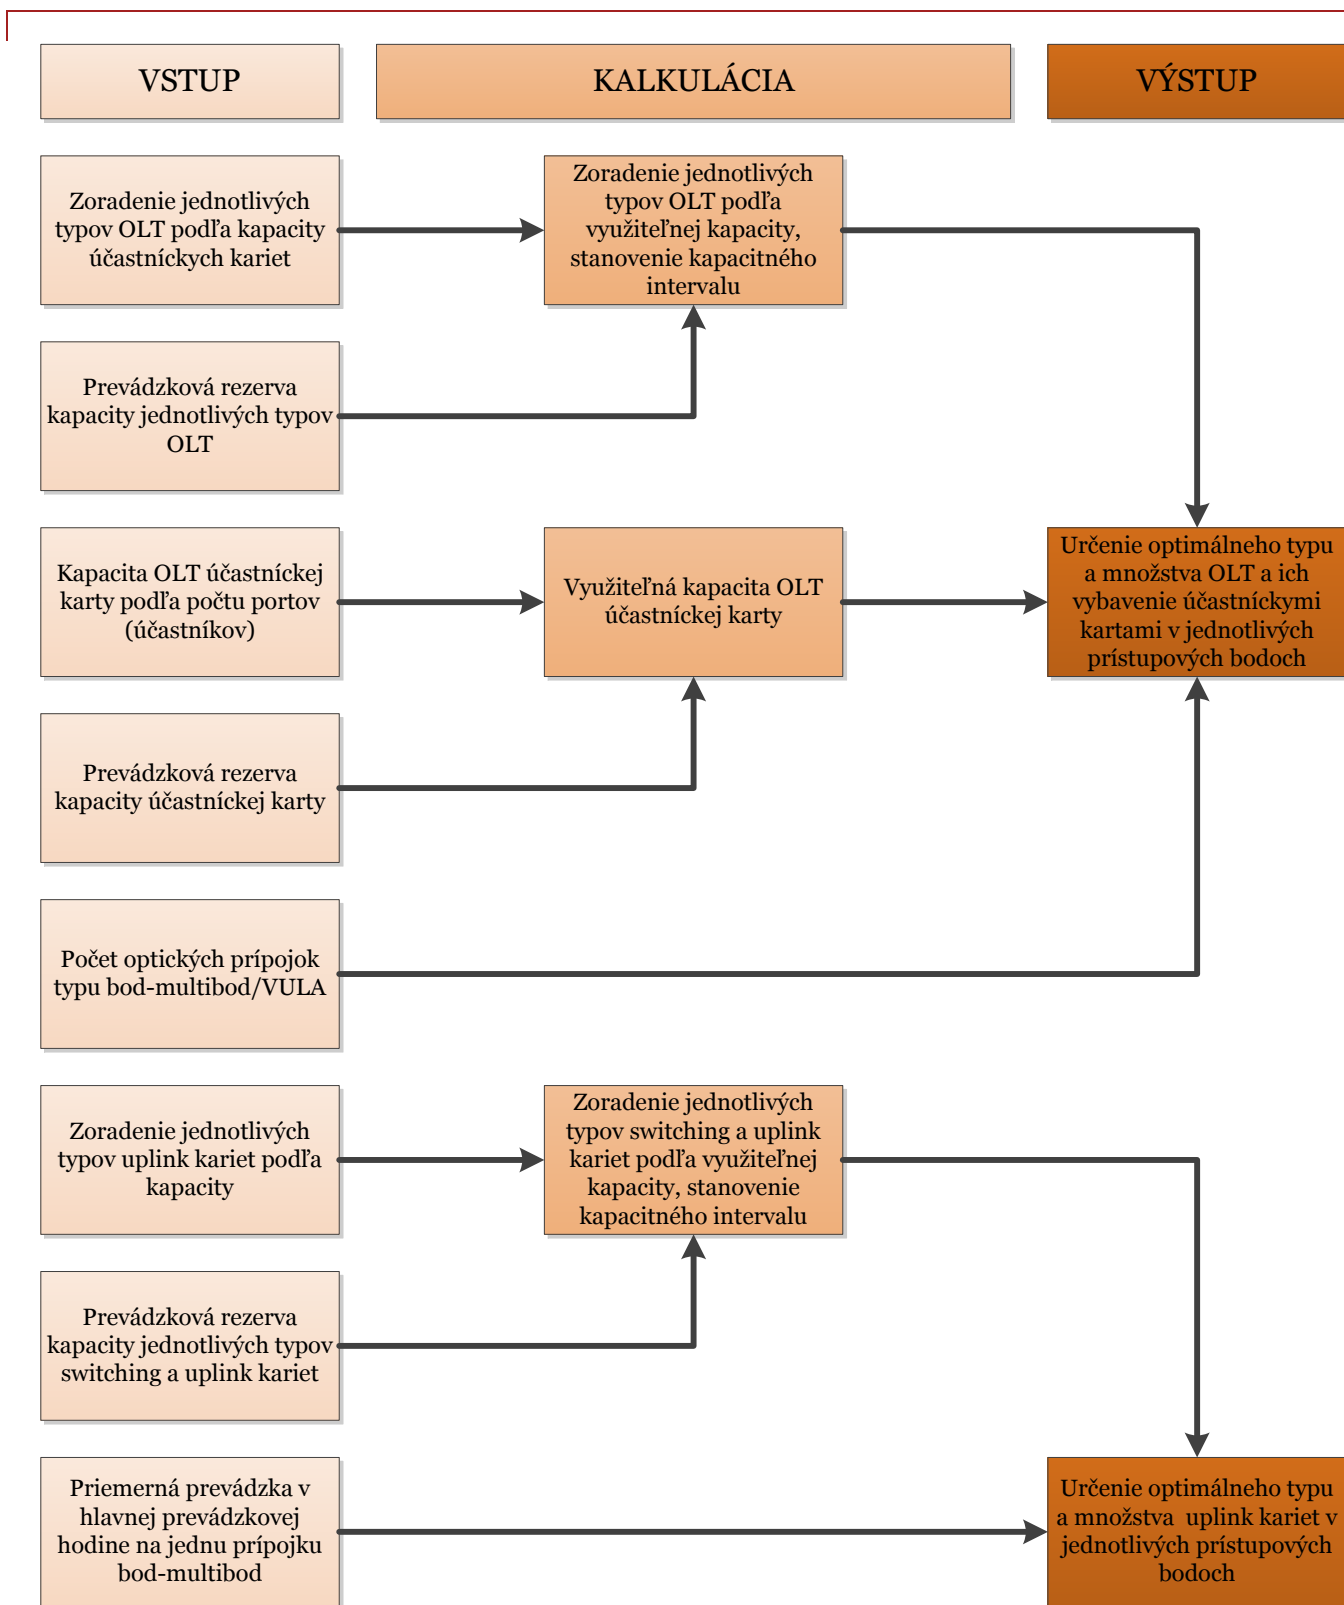 VSTUP
KALKULÁCIA
VÝSTUP
Zoradenie jednotlivých
typov OLT podľa kapacity
účastníckych kariet
Zoradenie jednotlivých
typov OLT podľa
využiteľnej kapacity,
stanovenie kapacitného
intervalu
Prevádzková rezerva
kapacity jednotlivých typov
OLT
Kapacita OLT účastníckej
karty podľa počtu portov
(účastníkov)
Využiteľná kapacita OLT
účastníckej karty
Určenie optimálneho typu
a množstva OLT a ich
vybavenie účastníckymi
kartami v jednotlivých
prístupových bodoch
Prevádzková rezerva
kapacity účastníckej karty
Počet optických prípojok
typu bod-multibod/VULA
Zoradenie jednotlivých
typov uplink kariet podľa
kapacity
Zoradenie jednotlivých
typov switching a uplink
kariet podľa využiteľnej
kapacity, stanovenie
kapacitného intervalu
Prevádzková rezerva
kapacity jednotlivých typov
switching a uplink kariet
Priemerná prevádzka v
hlavnej prevádzkovej
hodine na jednu prípojku
bod-multibod
Určenie optimálneho typu
a množstva  uplink kariet v
jednotlivých prístupových
bodoch